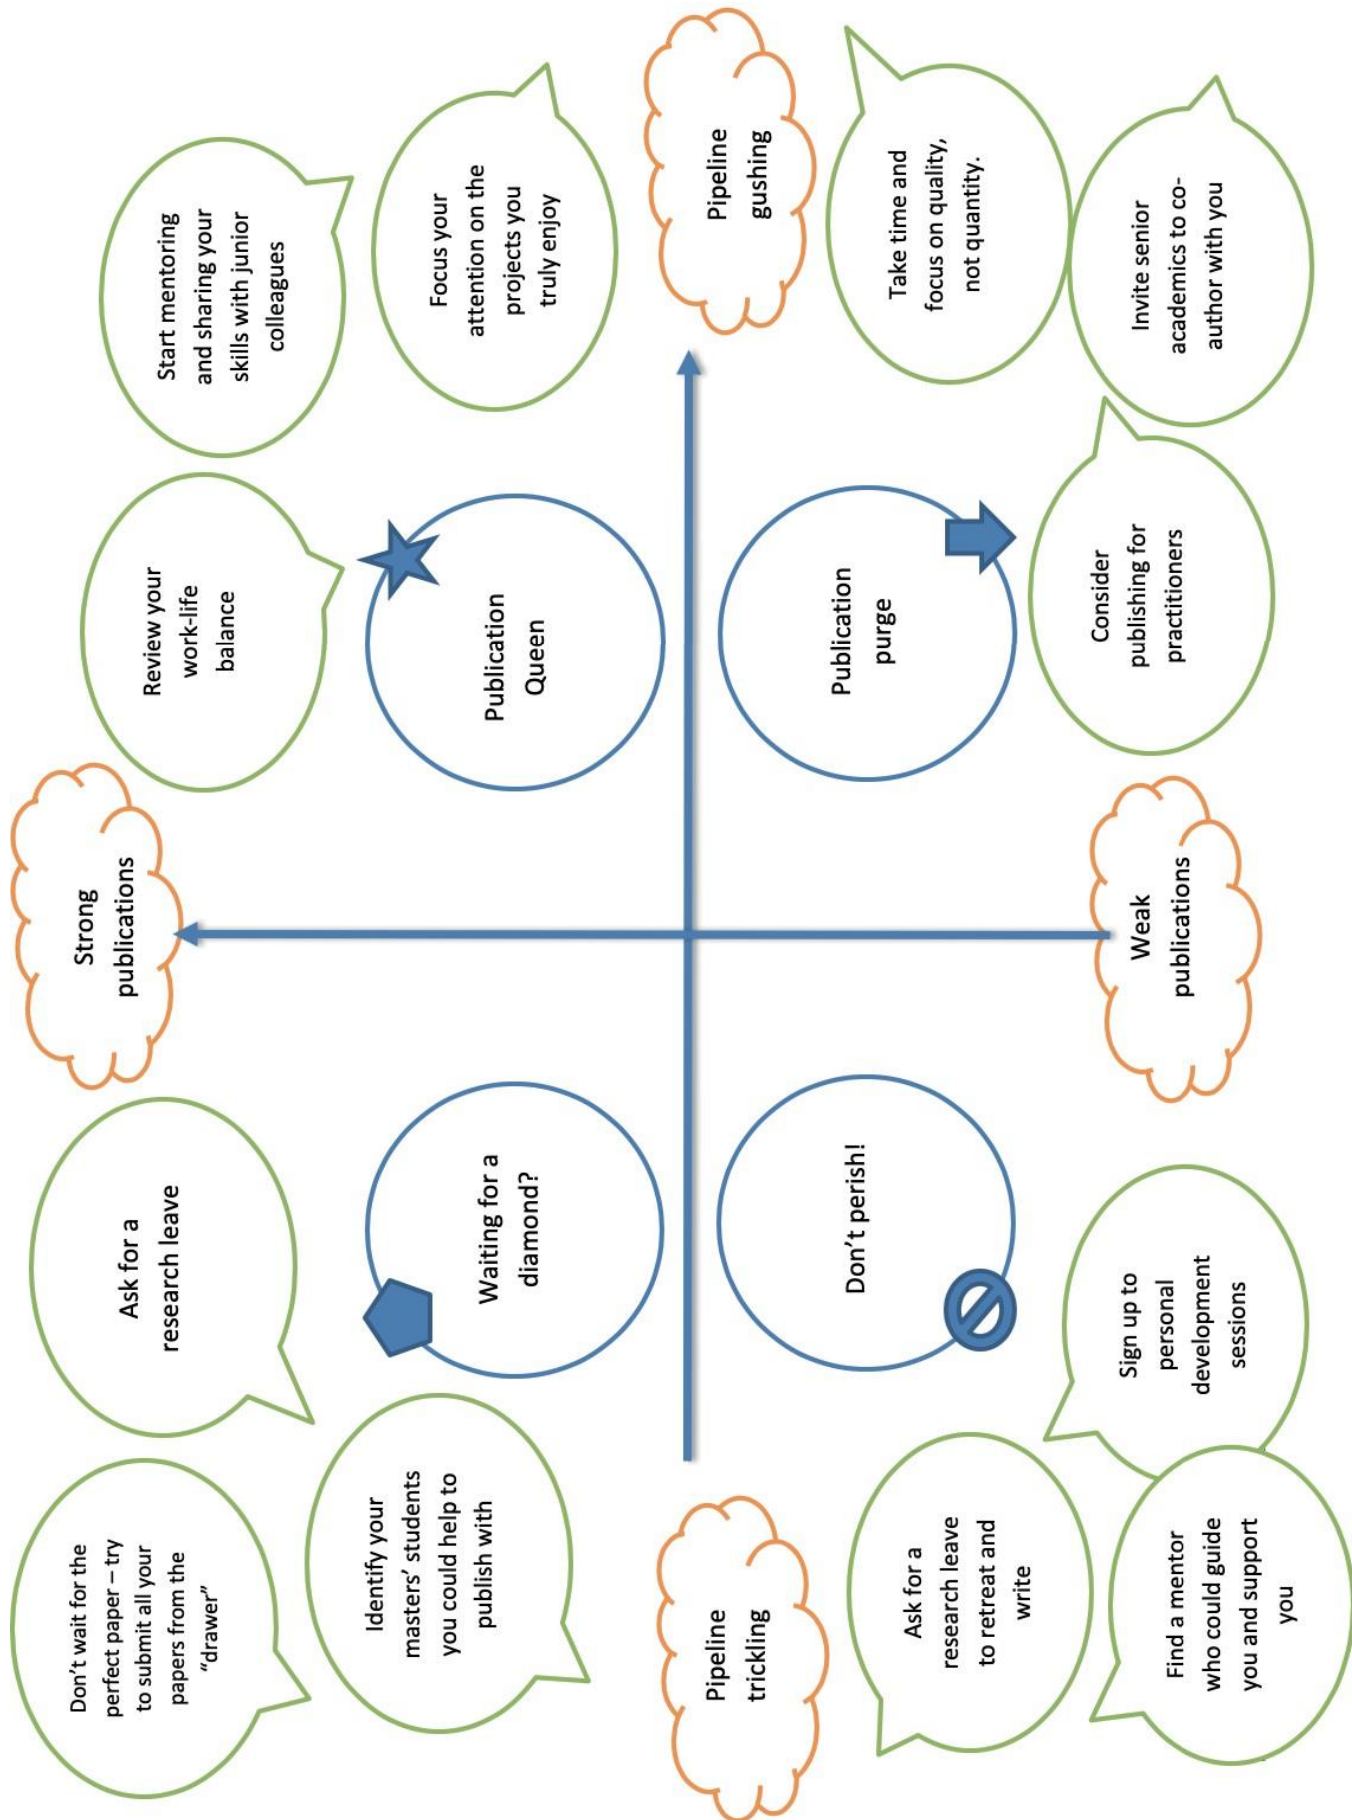 Don't wait for the
perfect paper – try
to submit all your
papers from the
“drawer”
Ask for a
research leave
Strong
publications
Review your
work-life
balance
Start mentoring
and sharing your
skills with junior
colleagues
Identify your
masters’ students
you could help to
publish with
Waiting for a
diamond?
Publication
Queen
Focus your
attention on the
projects you
truly enjoy
Pipeline
trickling
Pipeline
gushing
Ask for a
research leave
to retreat and
write
Don’t perish!
Publication
purge
Take time and
focus on quality,
not quantity.
Find a mentor
who could guide
you and support
you
Sign up to
personal
development
sessions
Weak
publications
Consider
publishing for
practitioners
Invite senior
academics to co-
author with you